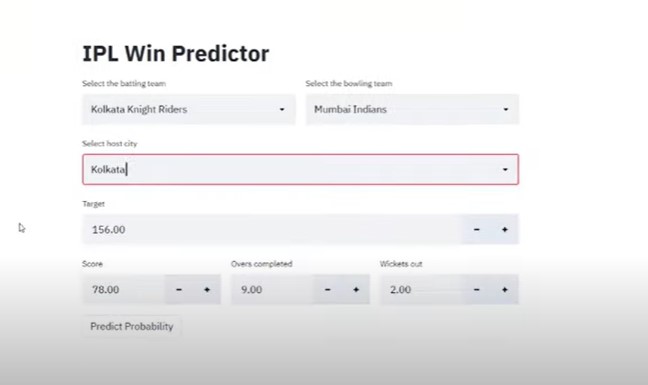 IPL Win Predictor
Select the batting team Select the bowling team
Kolkata Knight Riders Mumbai Indians
Select host city
Kolkata
Target
156.00 - +
Score Overs completed Wickets out
78.00 - + 9.00 - + 2.00 - +
Predict Probability